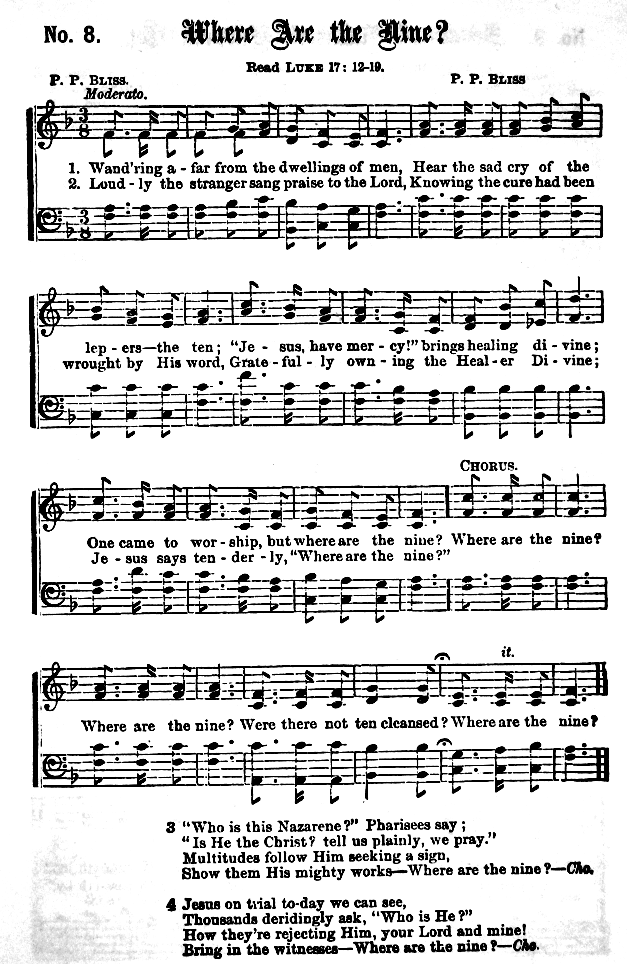 No. 8. Where Are the Nine?
Read LUKE 17: 12-19.
P. P. BLISS. P. P. BLISS
Moderato.
1. Wand'ring a - far from the dwellings of men, Hear the sad cry of the
2. Loud - ly the stranger sang praise to the Lord, Knowing the cure had been
lep - ers—the ten; "Je - sus, have mer - cy!" brings healing di - vine;
wrought by His word, Grate - ful - ly own - ing the Heal - er Di - vine;
CHORUS.
One came to wor - ship, but where are the nine? Where are the nine?
Je - sus says ten - der - ly, "Where are the nine?"
it.
Where are the nine? Were there not ten cleansed? Where are the nine?
3 "Who is this Nazarene?" Pharisees say;
"Is He the Christ? tell us plainly, we pray."
Multitudes follow Him seeking a sign,
Show them His mighty works—Where are the nine?—Cho.
4 Jesus on trial to-day we can see,
Thousands deridingly ask, "Who is He?"
How they're rejecting Him, your Lord and mine!
Bring in the witnesses—Where are the nine?—Cho.